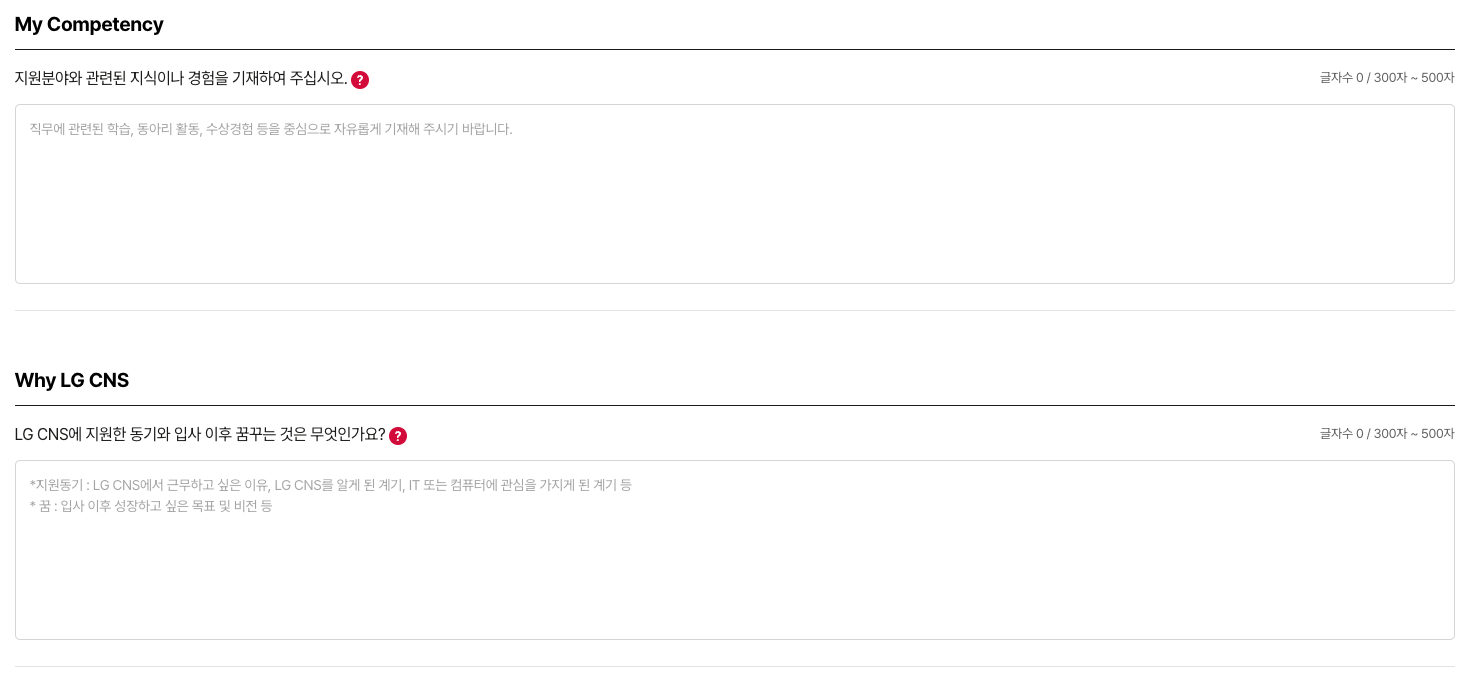 My Competency
지원분야와 관련된 지식이나 경험을 기재하여 주십시오. ?
글자수 0 / 300자 ~ 500자
직무에 관련된 학습, 동아리 활동, 수상경험 등을 중심으로 자유롭게 기재해 주시기 바랍니다.
Why LG CNS
LG CNS에 지원한 동기와 입사 이후 꿈꾸는 것은 무엇인가요? ?
글자수 0 / 300자 ~ 500자
*지원동기 : LG CNS에서 근무하고 싶은 이유, LG CNS를 알게 된 계기, IT 또는 컴퓨터에 관심을 가지게 된 계기 등
* 꿈 : 입사 이후 성장하고 싶은 목표 및 비전 등